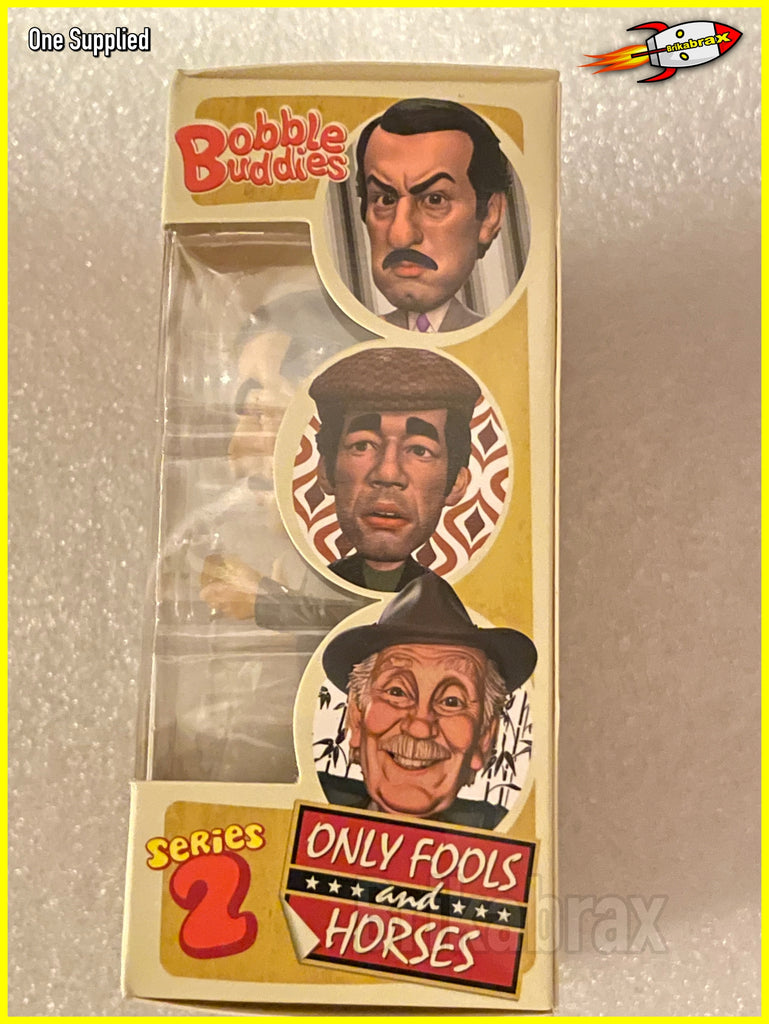 One Supplied
Brikabrax
Bobble
Buddies
SERIES
2
ONLY FOOLS
and
HORSES
brikabrax